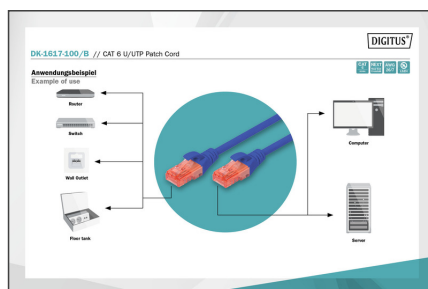 DIGITUS®
DK-1617-100/B // CAT 6 U/UTP Patch Cord
Anwendungsbeispiel
Example of use
CAT
Router
Switch
Wall Outlet
Floor tank
Computer
Server